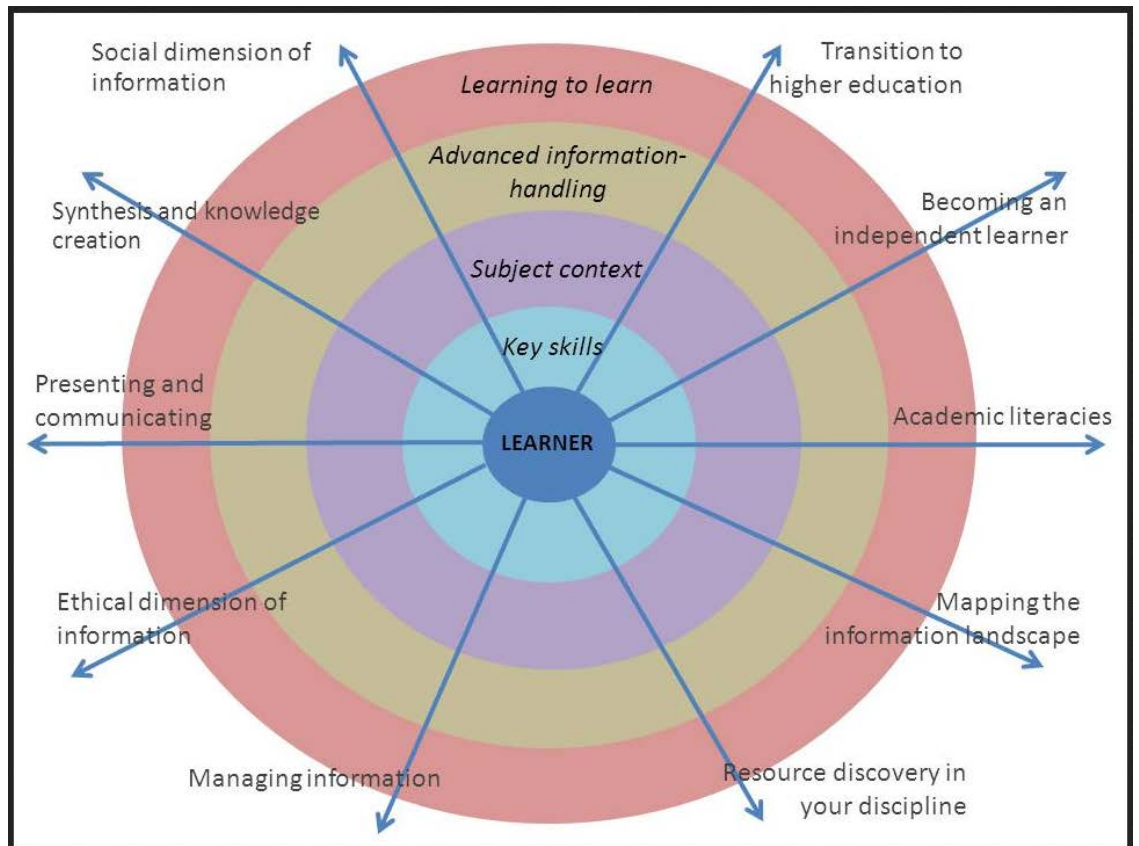 Social dimension of
information
Transition to
higher education
Learning to learn
Advanced information-
handling
Synthesis and knowledge
creation
Becoming an
independent learner
Subject context
Key skills
Presenting and
communicating
LEARNER
Academic literacies
Ethical dimension of
information
Mapping the
information landscape
Managing information
Resource discovery in
your discipline